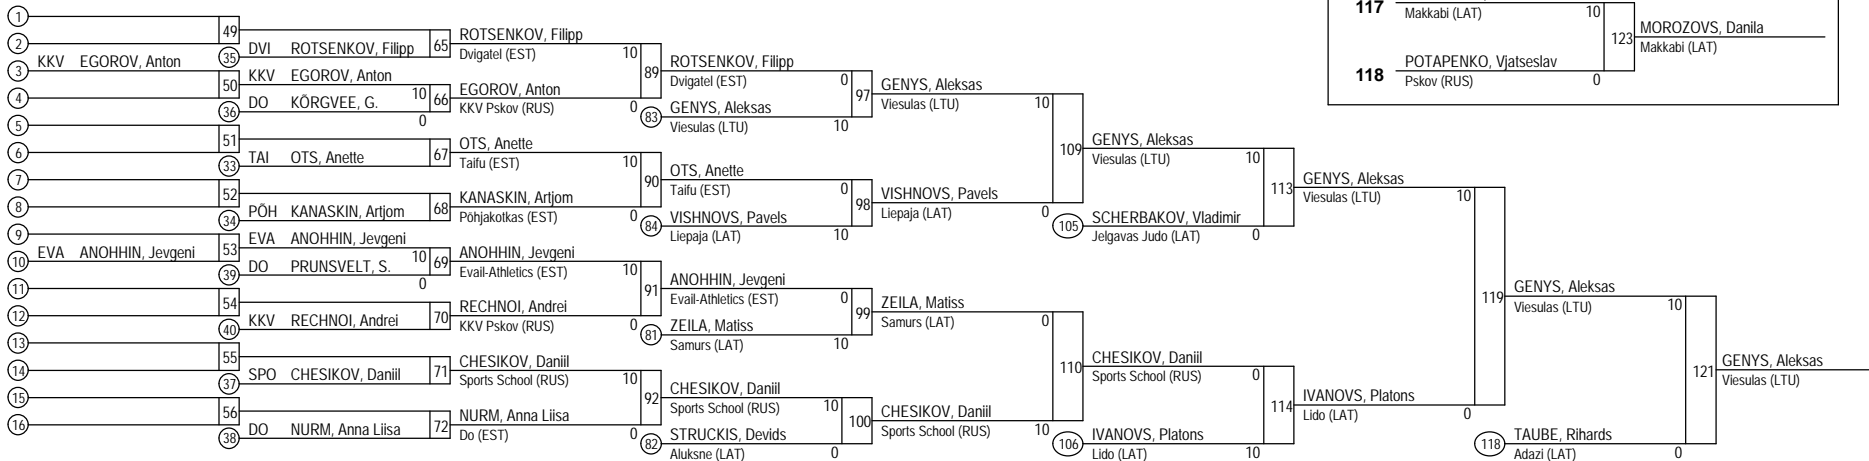 1
2
3 KKV EGOROV, Anton
4
5
6
7
8
9
10 EVA ANOHHIN, Jevgeni
11
12
13
14
15
16
49
35 DVI ROTSENKOV, Filipp
50 KKV EGOROV, Anton 10
36 DO KÕRGVEE, G. 0
51
33 TAI OTS, Anette
52
34 PÕH KANASKIN, Artjom
53 EVA ANOHHIN, Jevgeni 10
39 DO PRUNSVELT, S. 0
54
40 KKV RECHNOI, Andrei
55
37 SPO CHESIKOV, Daniil
56
38 DO NURM, Anna Liisa
65 ROTSENKOV, Filipp 10
Dvigatel (EST)
66 EGOROV, Anton
KKV Pskov (RUS) 0
67 OTS, Anette
Taifu (EST) 10
68 KANASKIN, Artjom
Põhjakotkas (EST) 0
69 ANOHHIN, Jevgeni
Evail-Athletics (EST) 10
70 RECHNOI, Andrei
KKV Pskov (RUS) 0
71 CHESIKOV, Daniil
Sports School (RUS) 10
72 NURM, Anna Liisa
Do (EST) 0
89 ROTSENKOV, Filipp
Dvigatel (EST) 0
83 GENYS, Aleksas
Viesulas (LTU) 10
90 OTS, Anette
Taifu (EST) 0
84 VISHNOVS, Pavels
Liepaja (LAT) 10
91 ANOHHIN, Jevgeni
Evail-Athletics (EST) 0
81 ZEILA, Matiss
Samurs (LAT) 10
92 CHESIKOV, Daniil
Sports School (RUS) 10
82 STRUCKIS, Devids
Aluksne (LAT) 0
97 GENYS, Aleksas
Viesulas (LTU) 10
98 VISHNOVS, Pavels
Liepaja (LAT) 0
99 ZEILA, Matiss
Samurs (LAT) 0
100 CHESIKOV, Daniil
Sports School (RUS) 10
109 GENYS, Aleksas
Viesulas (LTU) 10
105 SCHERBAKOV, Vladimir
Jelgavas Judo (LAT) 0
110 CHESIKOV, Daniil
Sports School (RUS) 0
106 IVANOVS, Platons
Lido (LAT) 10
113 GENYS, Aleksas
Viesulas (LTU) 10
114 IVANOVS, Platons
Lido (LAT) 0
119 GENYS, Aleksas
Viesulas (LTU) 10
118 TAUBE, Rihards
Adazi (LAT) 0
121 GENYS, Aleksas
Viesulas (LTU)
117 Makkabi (LAT) 10
123 MOROZOVS, Danila
Makkabi (LAT)
POTAPENKO, Vjatseslav
118 Pskov (RUS) 0